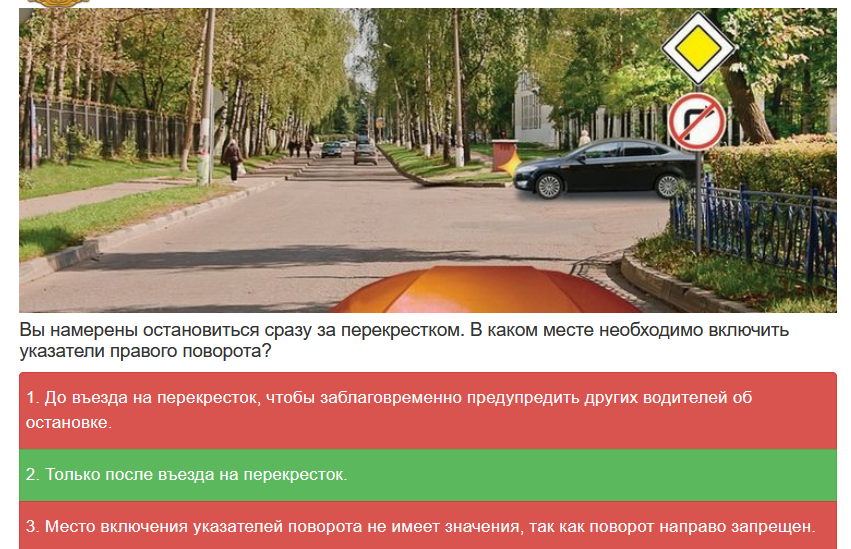 Вы намерены остановиться сразу за перекрестком. В каком месте необходимо включить
указатели правого поворота?
1. До въезда на перекресток, чтобы заблаговременно предупредить других водителей об
остановке.
2. Только после въезда на перекресток.
3. Место включения указателей поворота не имеет значения, так как поворот направо запрещен.